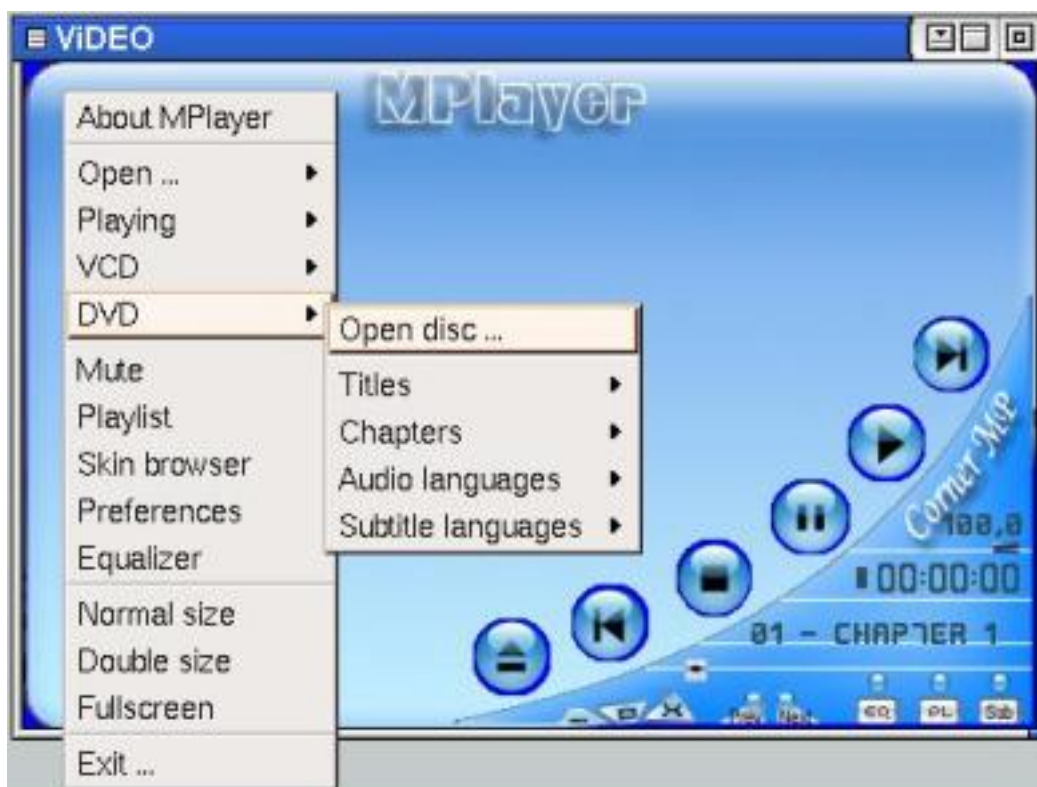 ViDEO
MPlayer
About MPlayer
Open ...
Playing
VCD
DVD
Mute
Playlist
Skin browser
Preferences
Equalizer
Normal size
Double size
Fullscreen
Exit ...
Open disc ...
Titles
Chapters
Audio languages
Subtitle languages
Corner MP
100,0
00:00:00
01 - CHAPTER 1
Prev Next
EQ PL Sub